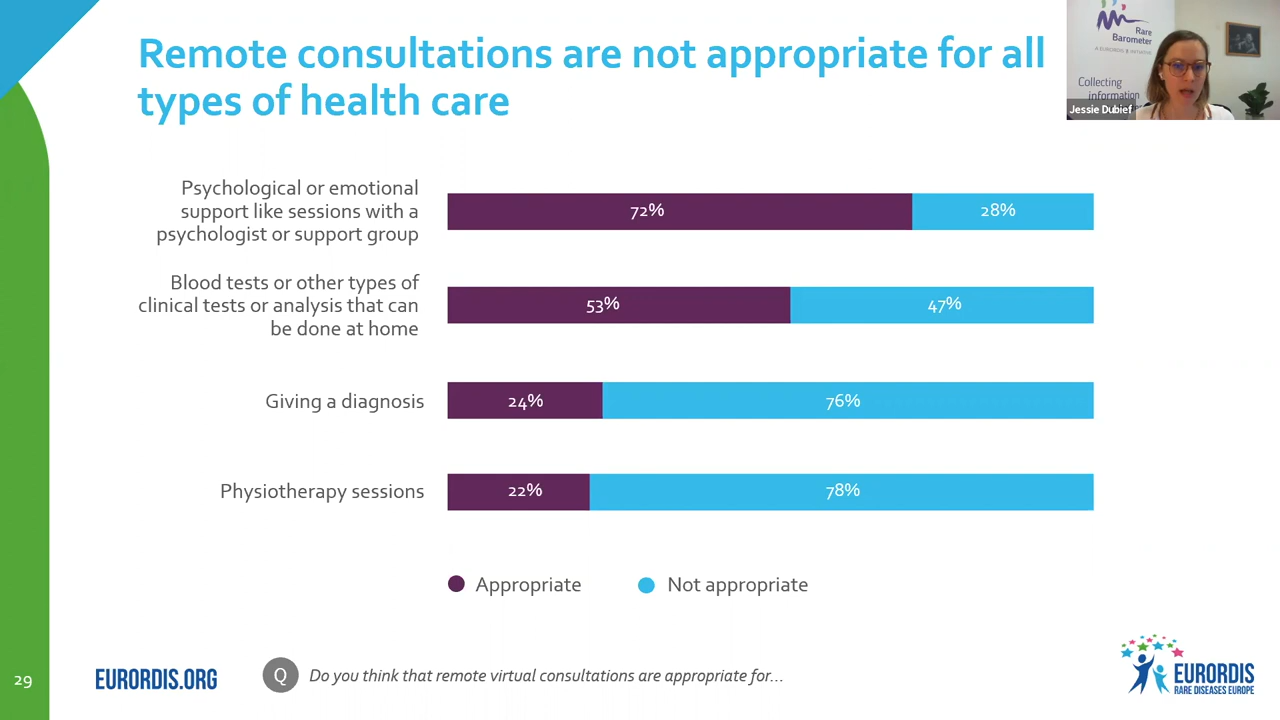 Remote consultations are not appropriate for all
types of health care
Rare
Barometer
A EURORDIS INITIATIVE
Collecting
information
Jessie Dubief
Psychological or emotional
support like sessions with a
psychologist or support group
72%
28%
Blood tests or other types of
clinical tests or analysis that can
be done at home
53%
47%
Giving a diagnosis
24%
76%
Physiotherapy sessions
22%
78%
Appropriate
Not appropriate
29
EURORDIS.ORG
Q
Do you think that remote virtual consultations are appropriate for...
EURORDIS
RARE DISEASES EUROPE